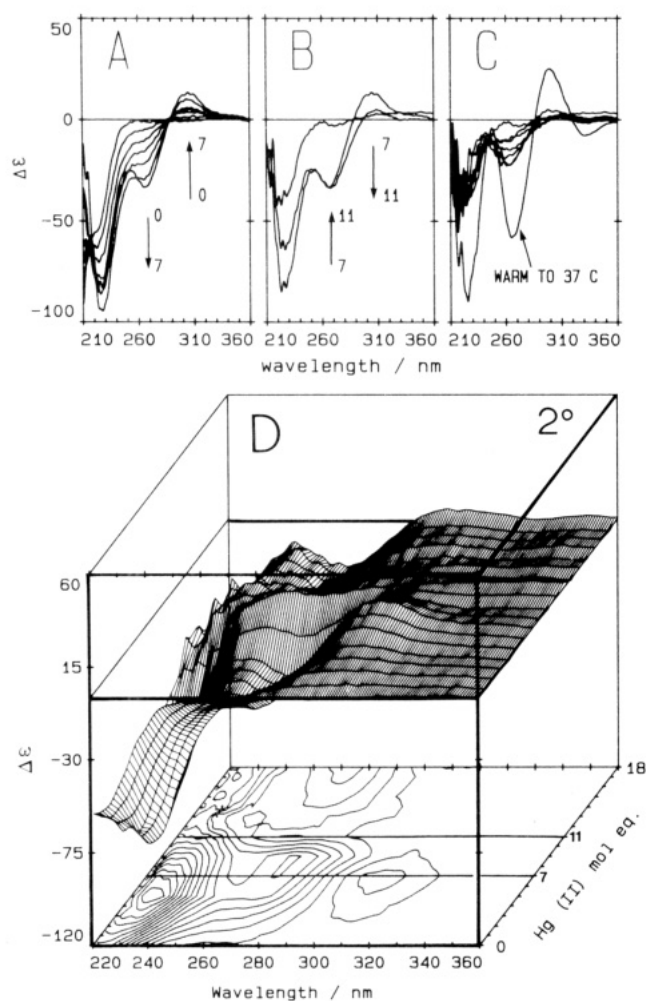 A B C
50
0
-50
-100
Δε
7
0
0
7
7
11
11
7
WARM TO 37 C
210 260 310 360 210 260 310 360 210 260 310 360
wavelength / nm
D 2°
60
15
-30
-75
-120
Δε
18
11
7
0
Hg (II) mol eq.
220 240 260 280 300 320 340 360
Wavelength / nm